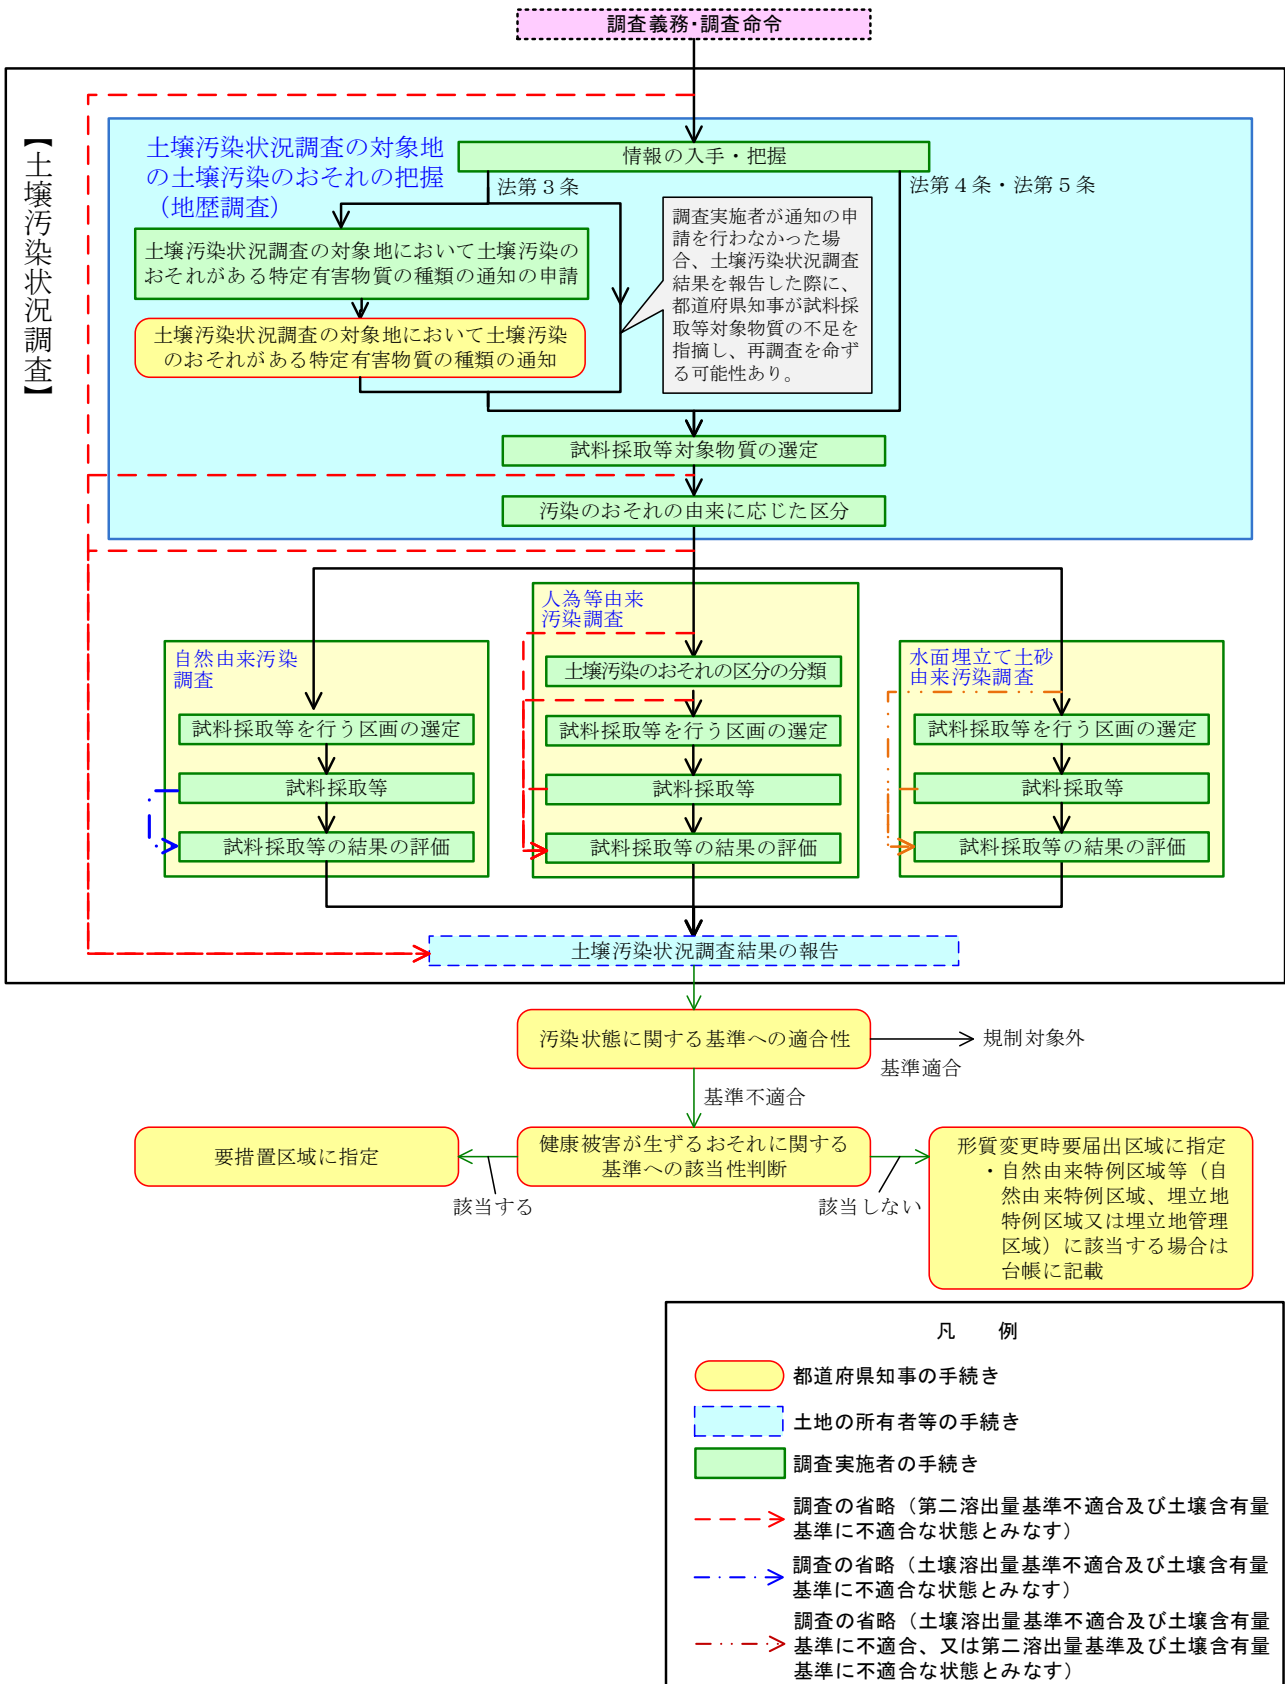 調査義務・調査命令
【土壌汚染状況調査】
土壌汚染状況調査の対象地
の土壌汚染のおそれの把握
（地歴調査）
情報の入手・把握
法第３条
法第４条・法第５条
土壌汚染状況調査の対象地において土壌汚染の
おそれがある特定有害物質の種類の通知の申請
土壌汚染状況調査の対象地において土壌汚染
のおそれがある特定有害物質の種類の通知
調査実施者が通知の申
請を行わなかった場
合、土壌汚染状況調査
結果を報告した際に、
都道府県知事が試料採
取等対象物質の不足を
指摘し、再調査を命ず
る可能性あり。
試料採取等対象物質の選定
汚染のおそれの由来に応じた区分
自然由来汚染
調査
試料採取等を行う区画の選定
試料採取等
試料採取等の結果の評価
人為等由来
汚染調査
土壌汚染のおそれの区分の分類
試料採取等を行う区画の選定
試料採取等
試料採取等の結果の評価
水面埋立て土砂
由来汚染調査
試料採取等を行う区画の選定
試料採取等
試料採取等の結果の評価
土壌汚染状況調査結果の報告
汚染状態に関する基準への適合性
規制対象外
基準適合
基準不適合
要措置区域に指定
健康被害が生ずるおそれに関する
基準への該当性判断
該当する
該当しない
形質変更時要届出区域に指定
・自然由来特例区域等（自
然由来特例区域、埋立地
特例区域又は埋立地管理
区域）に該当する場合は
台帳に記載
凡　例
都道府県知事の手続き
土地の所有者等の手続き
調査実施者の手続き
調査の省略（第二溶出量基準不適合及び土壌含有量
基準に不適合な状態とみなす）
調査の省略（土壌溶出量基準不適合及び土壌含有量
基準に不適合な状態とみなす）
調査の省略（土壌溶出量基準不適合及び土壌含有量
基準に不適合、又は第二溶出量基準及び土壌含有量
基準に不適合な状態とみなす）